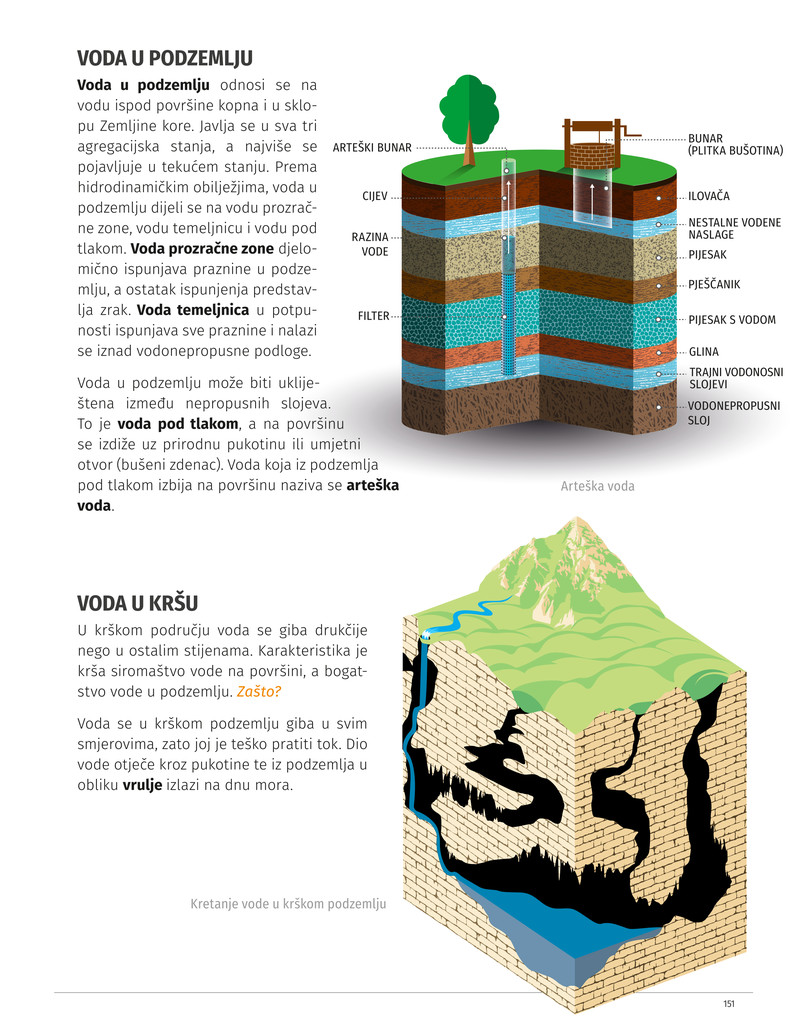 VODA U PODZEMLJU
Voda u podzemlju odnosi se na
vodu ispod površine kopna i u sklo-
pu Zemljine kore. Javlja se u sva tri
agregacijska stanja, a najviše se
pojavljuje u tekućem stanju. Prema
hidrodinamičkim obilježjima, voda u
podzemlju dijeli se na vodu prozrač-
ne zone, vodu temeljnicu i vodu pod
tlakom. Voda prozračne zone djelo-
mično ispunjava praznine u podze-
mlju, a ostatak ispunjenja predstav-
lja zrak. Voda temeljnica u potpu-
nosti ispunjava sve praznine i nalazi
se iznad vodonepropusne podloge.
Voda u podzemlju može biti uklije-
štena između nepropusnih slojeva.
To je voda pod tlakom, a na površinu
se izdiže uz prirodnu pukotinu ili umjetni
otvor (bušeni zdenac). Voda koja iz podzemlja
pod tlakom izbija na površinu naziva se arteška
voda.
ARTEŠKI BUNAR
CIJEV
RAZINA
VODE
FILTER
BUNAR
(PLITKA BUŠOTINA)
ILOVAČA
NESTALNE VODENE
NASLAGE
PIJESAK
PJEŠČANIK
PIJESAK S VODOM
GLINA
TRAJNI VODONOSNI
SLOJEVI
VODONEPROPUSNI
SLOJ
Arteška voda
VODA U KRŠU
U krškom području voda se giba drukčije
nego u ostalim stijenama. Karakteristika je
krša siromaštvo vode na površini, a bogat-
stvo vode u podzemlju. Zašto?
Voda se u krškom podzemlju giba u svim
smjerovima, zato joj je teško pratiti tok. Dio
vode otječe kroz pukotine te iz podzemlja u
obliku vrulje izlazi na dnu mora.
Kretanje vode u krškom podzemlju
151